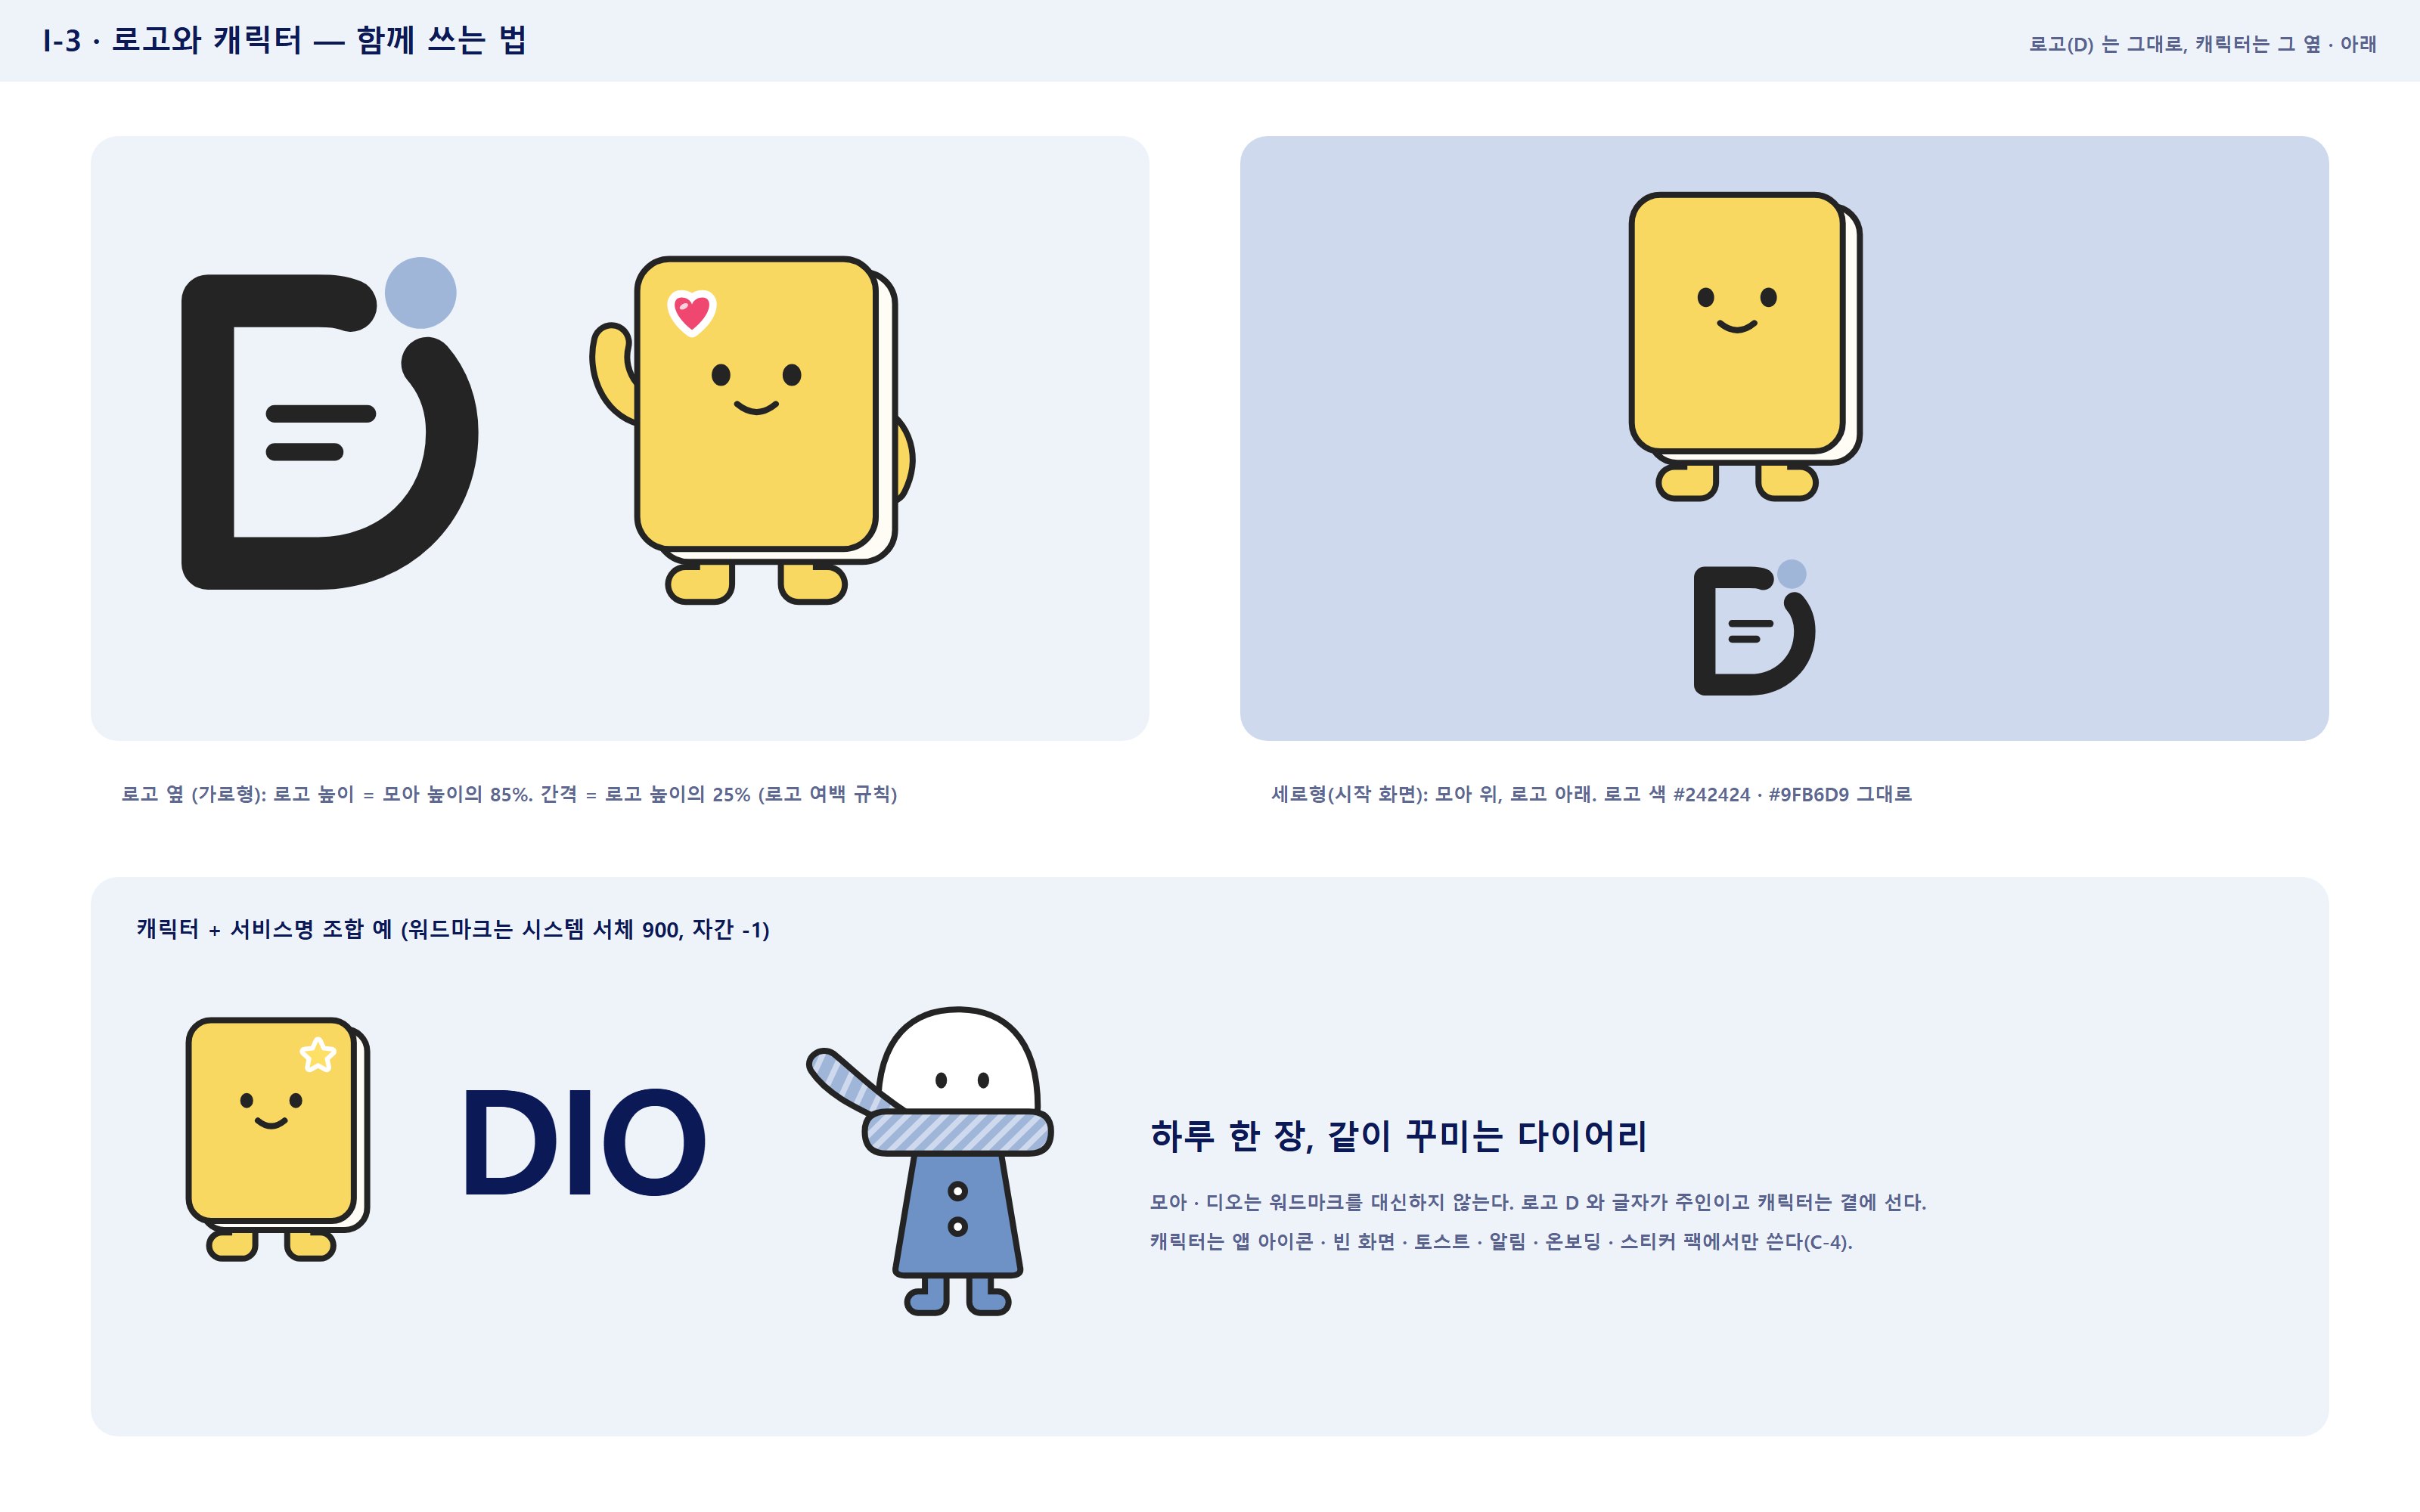 I-3 · 로고와 캐릭터 — 함께 쓰는 법
로고(D) 는 그대로, 캐릭터는 그 옆 · 아래
로고 옆 (가로형): 로고 높이 = 모아 높이의 85%. 간격 = 로고 높이의 25% (로고 여백 규칙)
세로형(시작 화면): 모아 위, 로고 아래. 로고 색 #242424 · #9FB6D9 그대로
캐릭터 + 서비스명 조합 예 (워드마크는 시스템 서체 900, 자간 -1)
DIO
하루 한 장, 같이 꾸미는 다이어리
모아 · 디오는 워드마크를 대신하지 않는다. 로고 D 와 글자가 주인이고 캐릭터는 곁에 선다.
캐릭터는 앱 아이콘 · 빈 화면 · 토스트 · 알림 · 온보딩 · 스티커 팩에서만 쓴다(C-4).